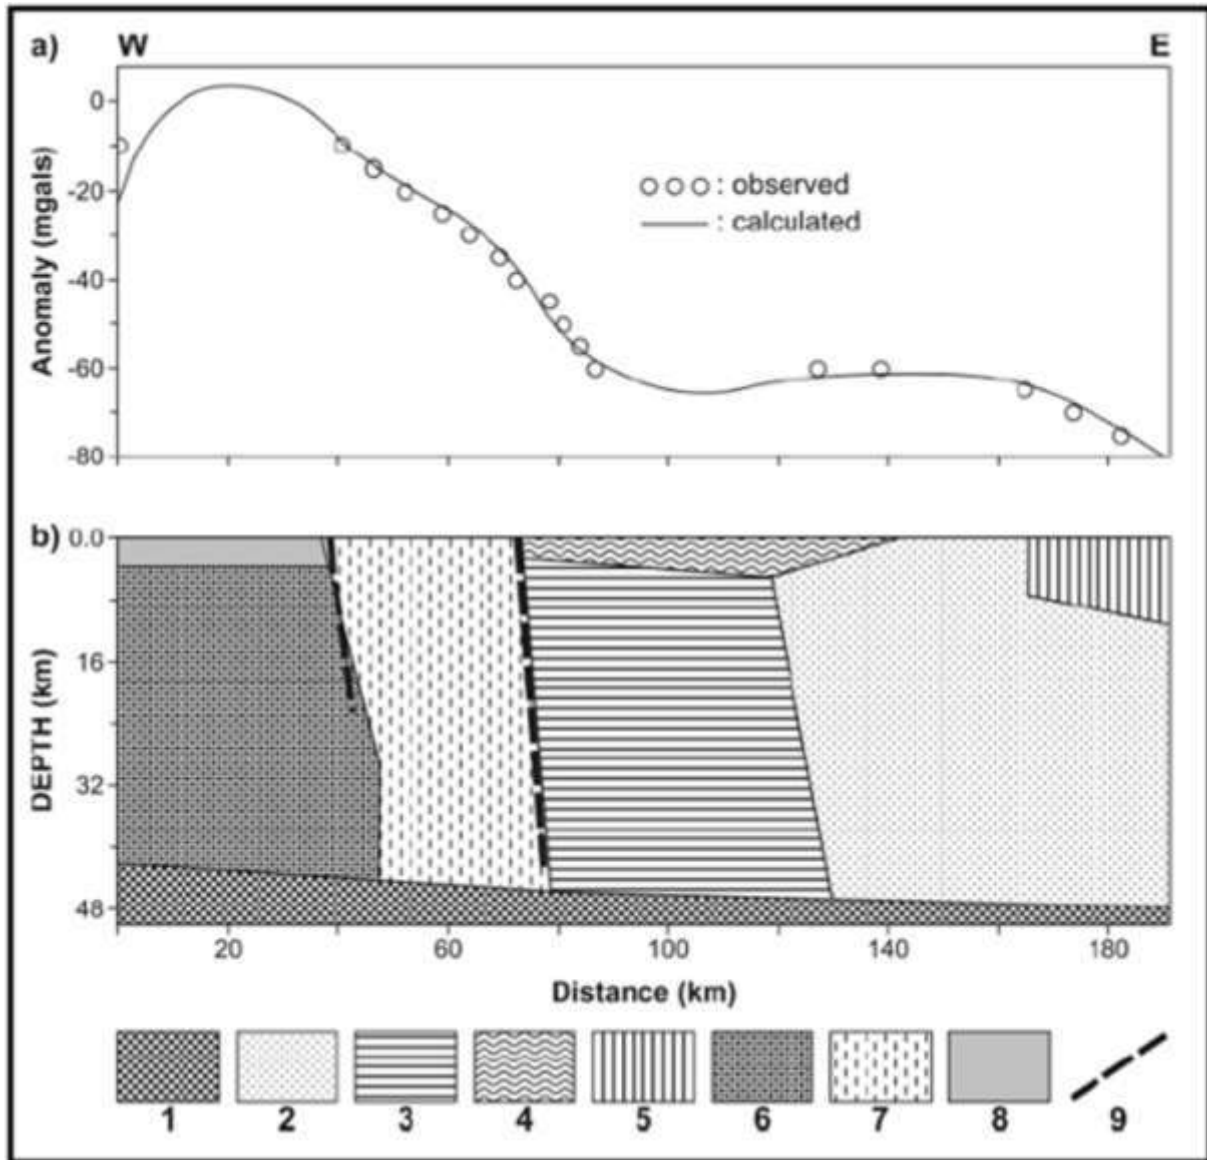 a) W E
0
-20
-40
-60
-80
Anomaly (mgals)
: observed
: calculated
b) 0.0
16
32
48
DEPTH (km)
20 60 100 140 180
Distance (km)
1 2 3 4 5 6 7 8 9